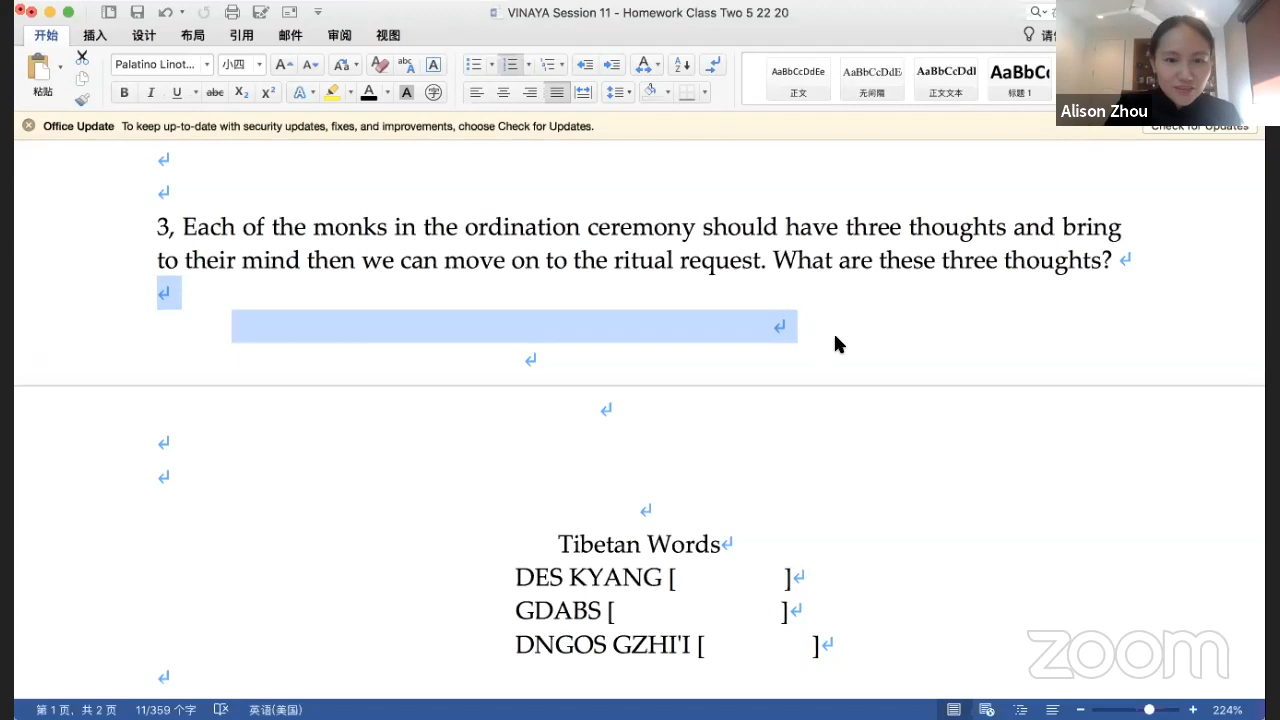 VINAYA Session 11 - Homework Class Two 5 22 20
开始 插入 设计 布局 引用 邮件 审阅 视图
Palatino Linot... 小四
粘贴
AaBbCcDdEe AaBbCcDdE AaBbCcDdI AaBbC
正文 无间隔 正文文本 标题 1
Alison Zhou
Office Update To keep up-to-date with security updates, fixes, and improvements, choose Check for Updates.
Check for Updates
3, Each of the monks in the ordination ceremony should have three thoughts and bring
to their mind then we can move on to the ritual request. What are these three thoughts?
Tibetan Words
DES KYANG [ ]
GDABS [ ]
DNGOS GZHI'I [ ]
zoom
第 1 页，共 2 页 11/359 个字 英语(美国) 224%